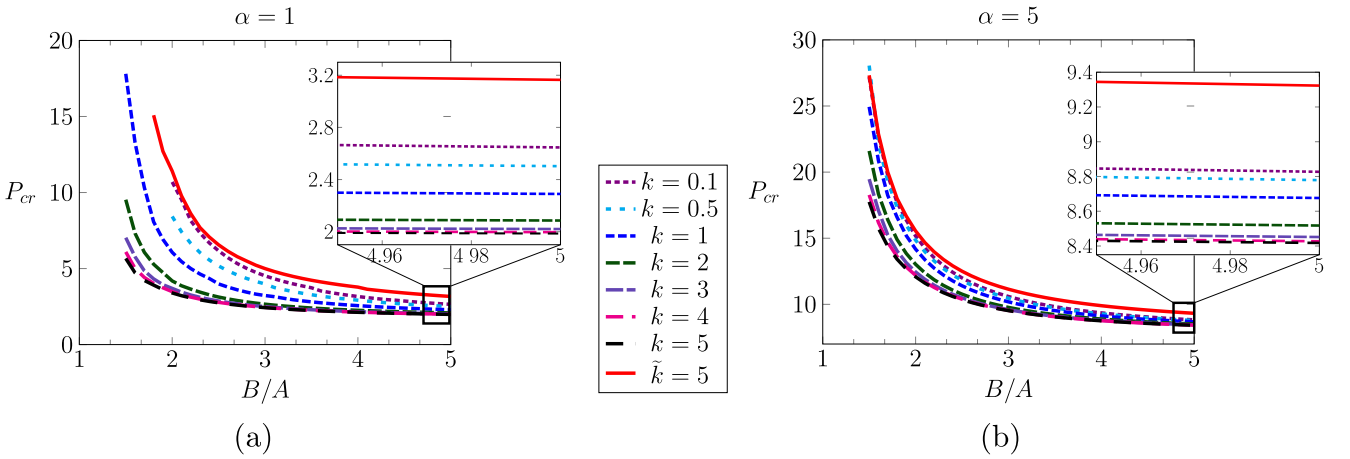 α = 1
20
15
10
5
0
P_cr
1 2 3 4 5
B/A
3.2
2.8
2.4
2
4.96 4.98 5
(a)
k = 0.1
k = 0.5
k = 1
k = 2
k = 3
k = 4
k = 5
k̃ = 5
α = 5
30
25
20
15
10
P_cr
1 2 3 4 5
B/A
9.4
9.2
9
8.8
8.6
8.4
4.96 4.98 5
(b)